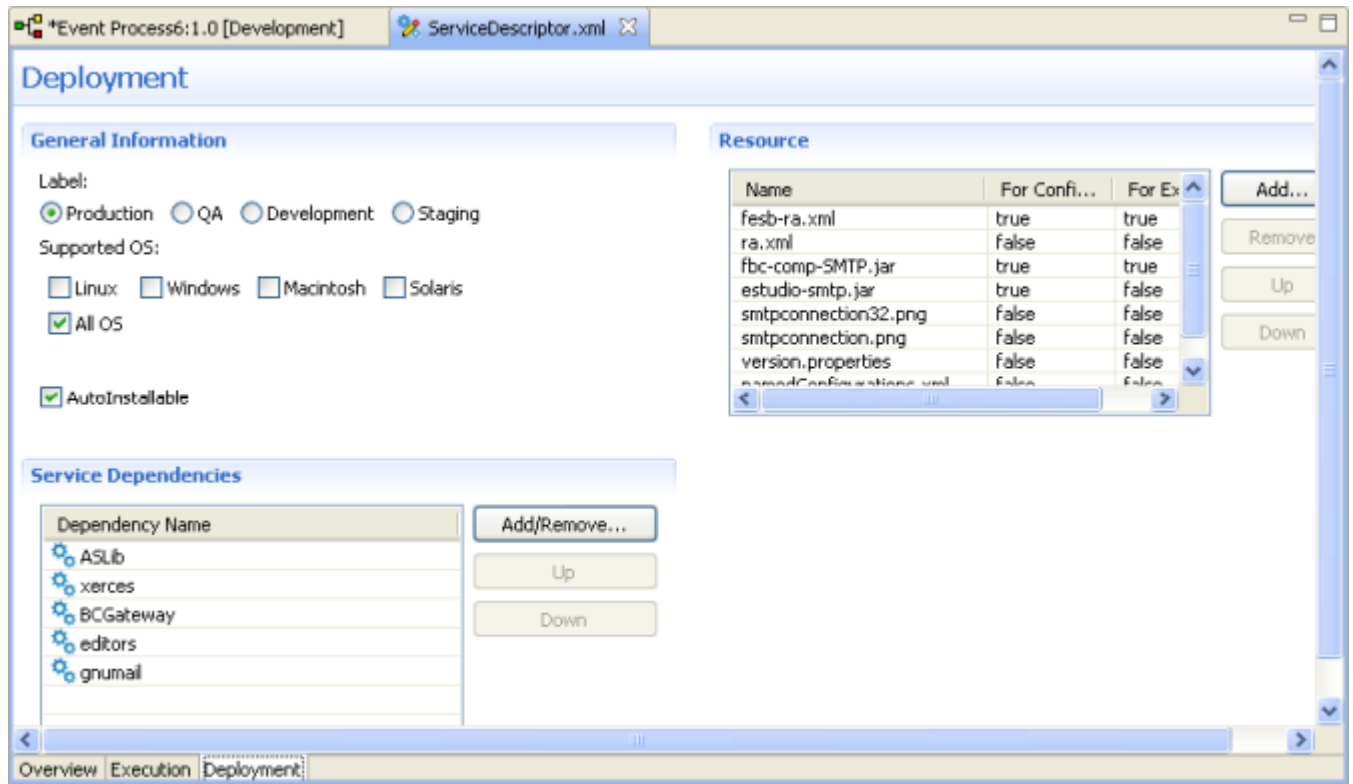 *Event Process6:1.0 [Development] ServiceDescriptor.xml
Deployment
General Information
Label:
Production QA Development Staging
Supported OS:
Linux Windows Macintosh Solaris
All OS
AutoInstallable
Resource
Name For Confi... For Ex
fesb-ra.xml true true
ra.xml false false
fbc-comp-SMTP.jar true true
estudio-smtp.jar true false
smtpconnection32.png false false
smtpconnection.png false false
version.properties false false
namedConfigurations.xml false false
Add...
Remove
Up
Down
Service Dependencies
Dependency Name
ASLib
xerces
BCGateway
editors
gnumail
Add/Remove...
Up
Down
Overview Execution Deployment